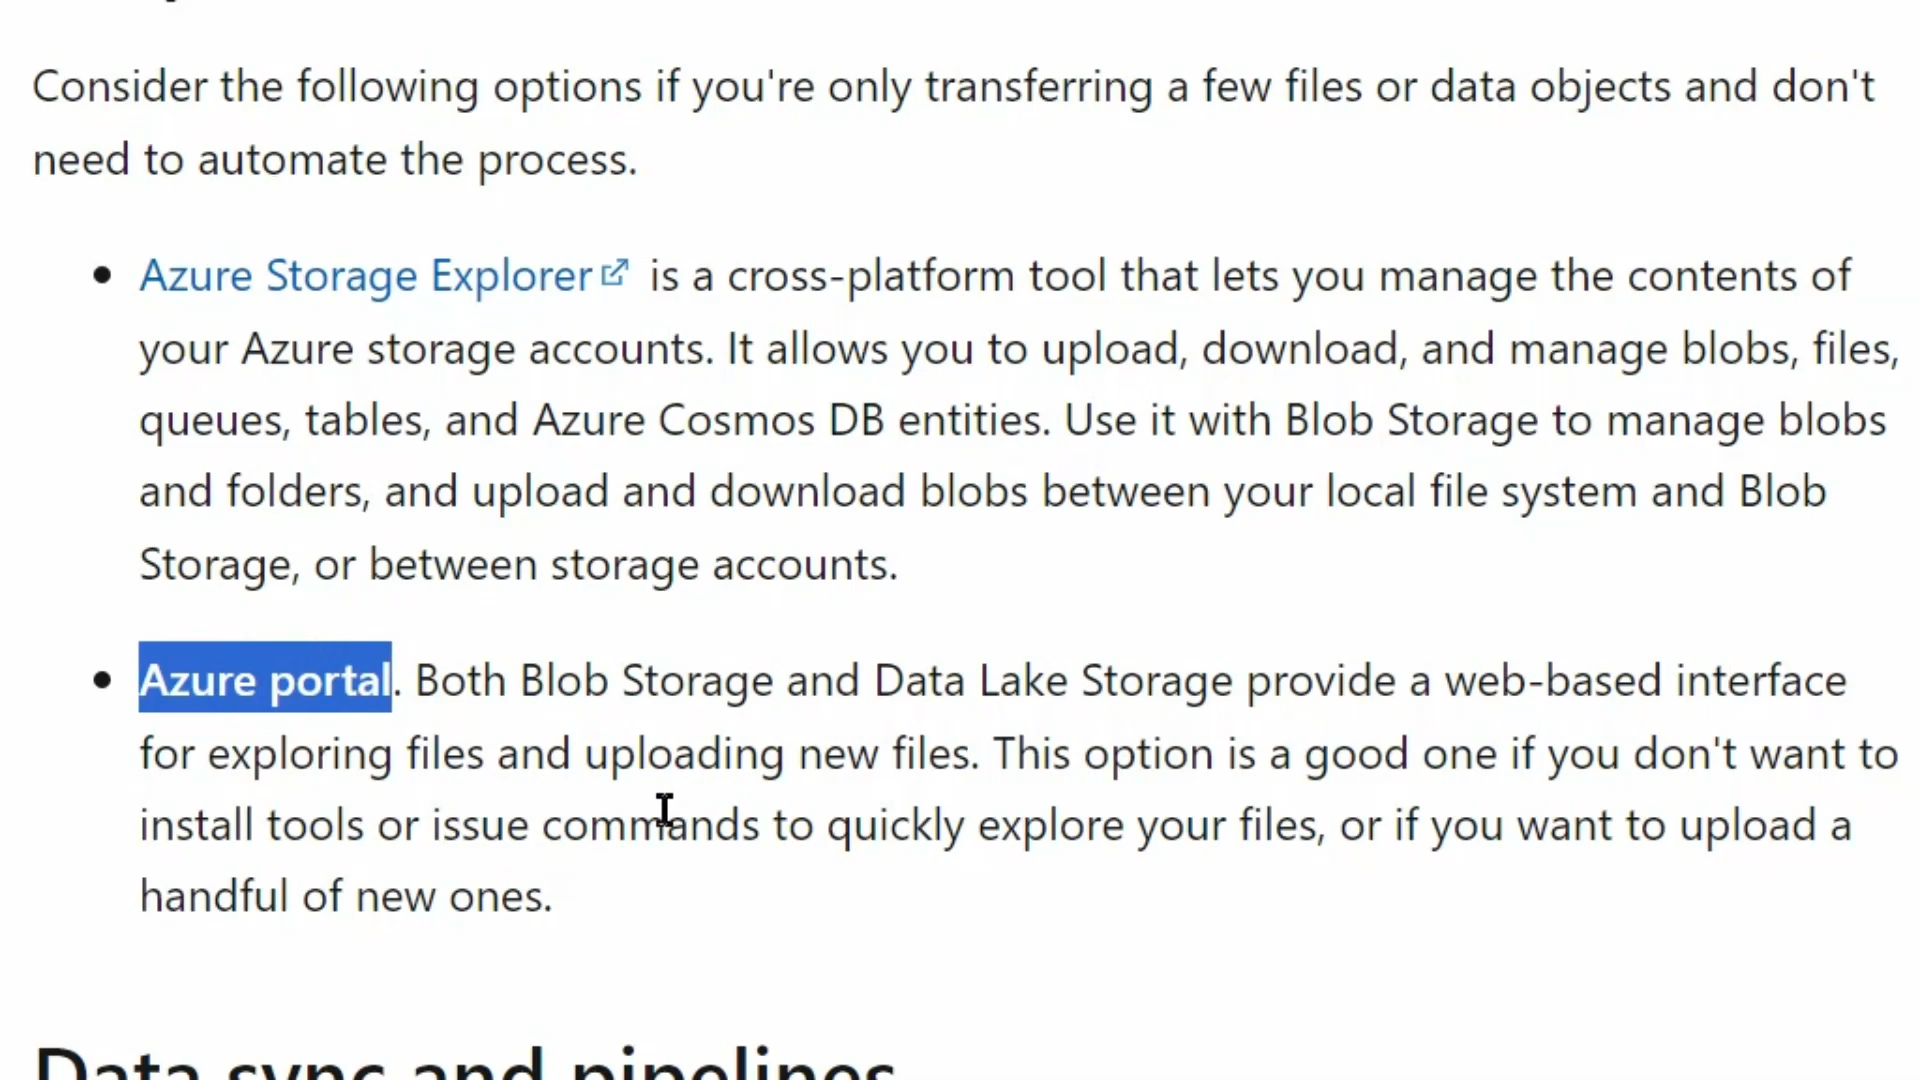 Consider the following options if you're only transferring a few files or data objects and don't
need to automate the process.
Azure Storage Explorer is a cross-platform tool that lets you manage the contents of
your Azure storage accounts. It allows you to upload, download, and manage blobs, files,
queues, tables, and Azure Cosmos DB entities. Use it with Blob Storage to manage blobs
and folders, and upload and download blobs between your local file system and Blob
Storage, or between storage accounts.
Azure portal. Both Blob Storage and Data Lake Storage provide a web-based interface
for exploring files and uploading new files. This option is a good one if you don't want to
install tools or issue commands to quickly explore your files, or if you want to upload a
handful of new ones.
Data sync and pipelines